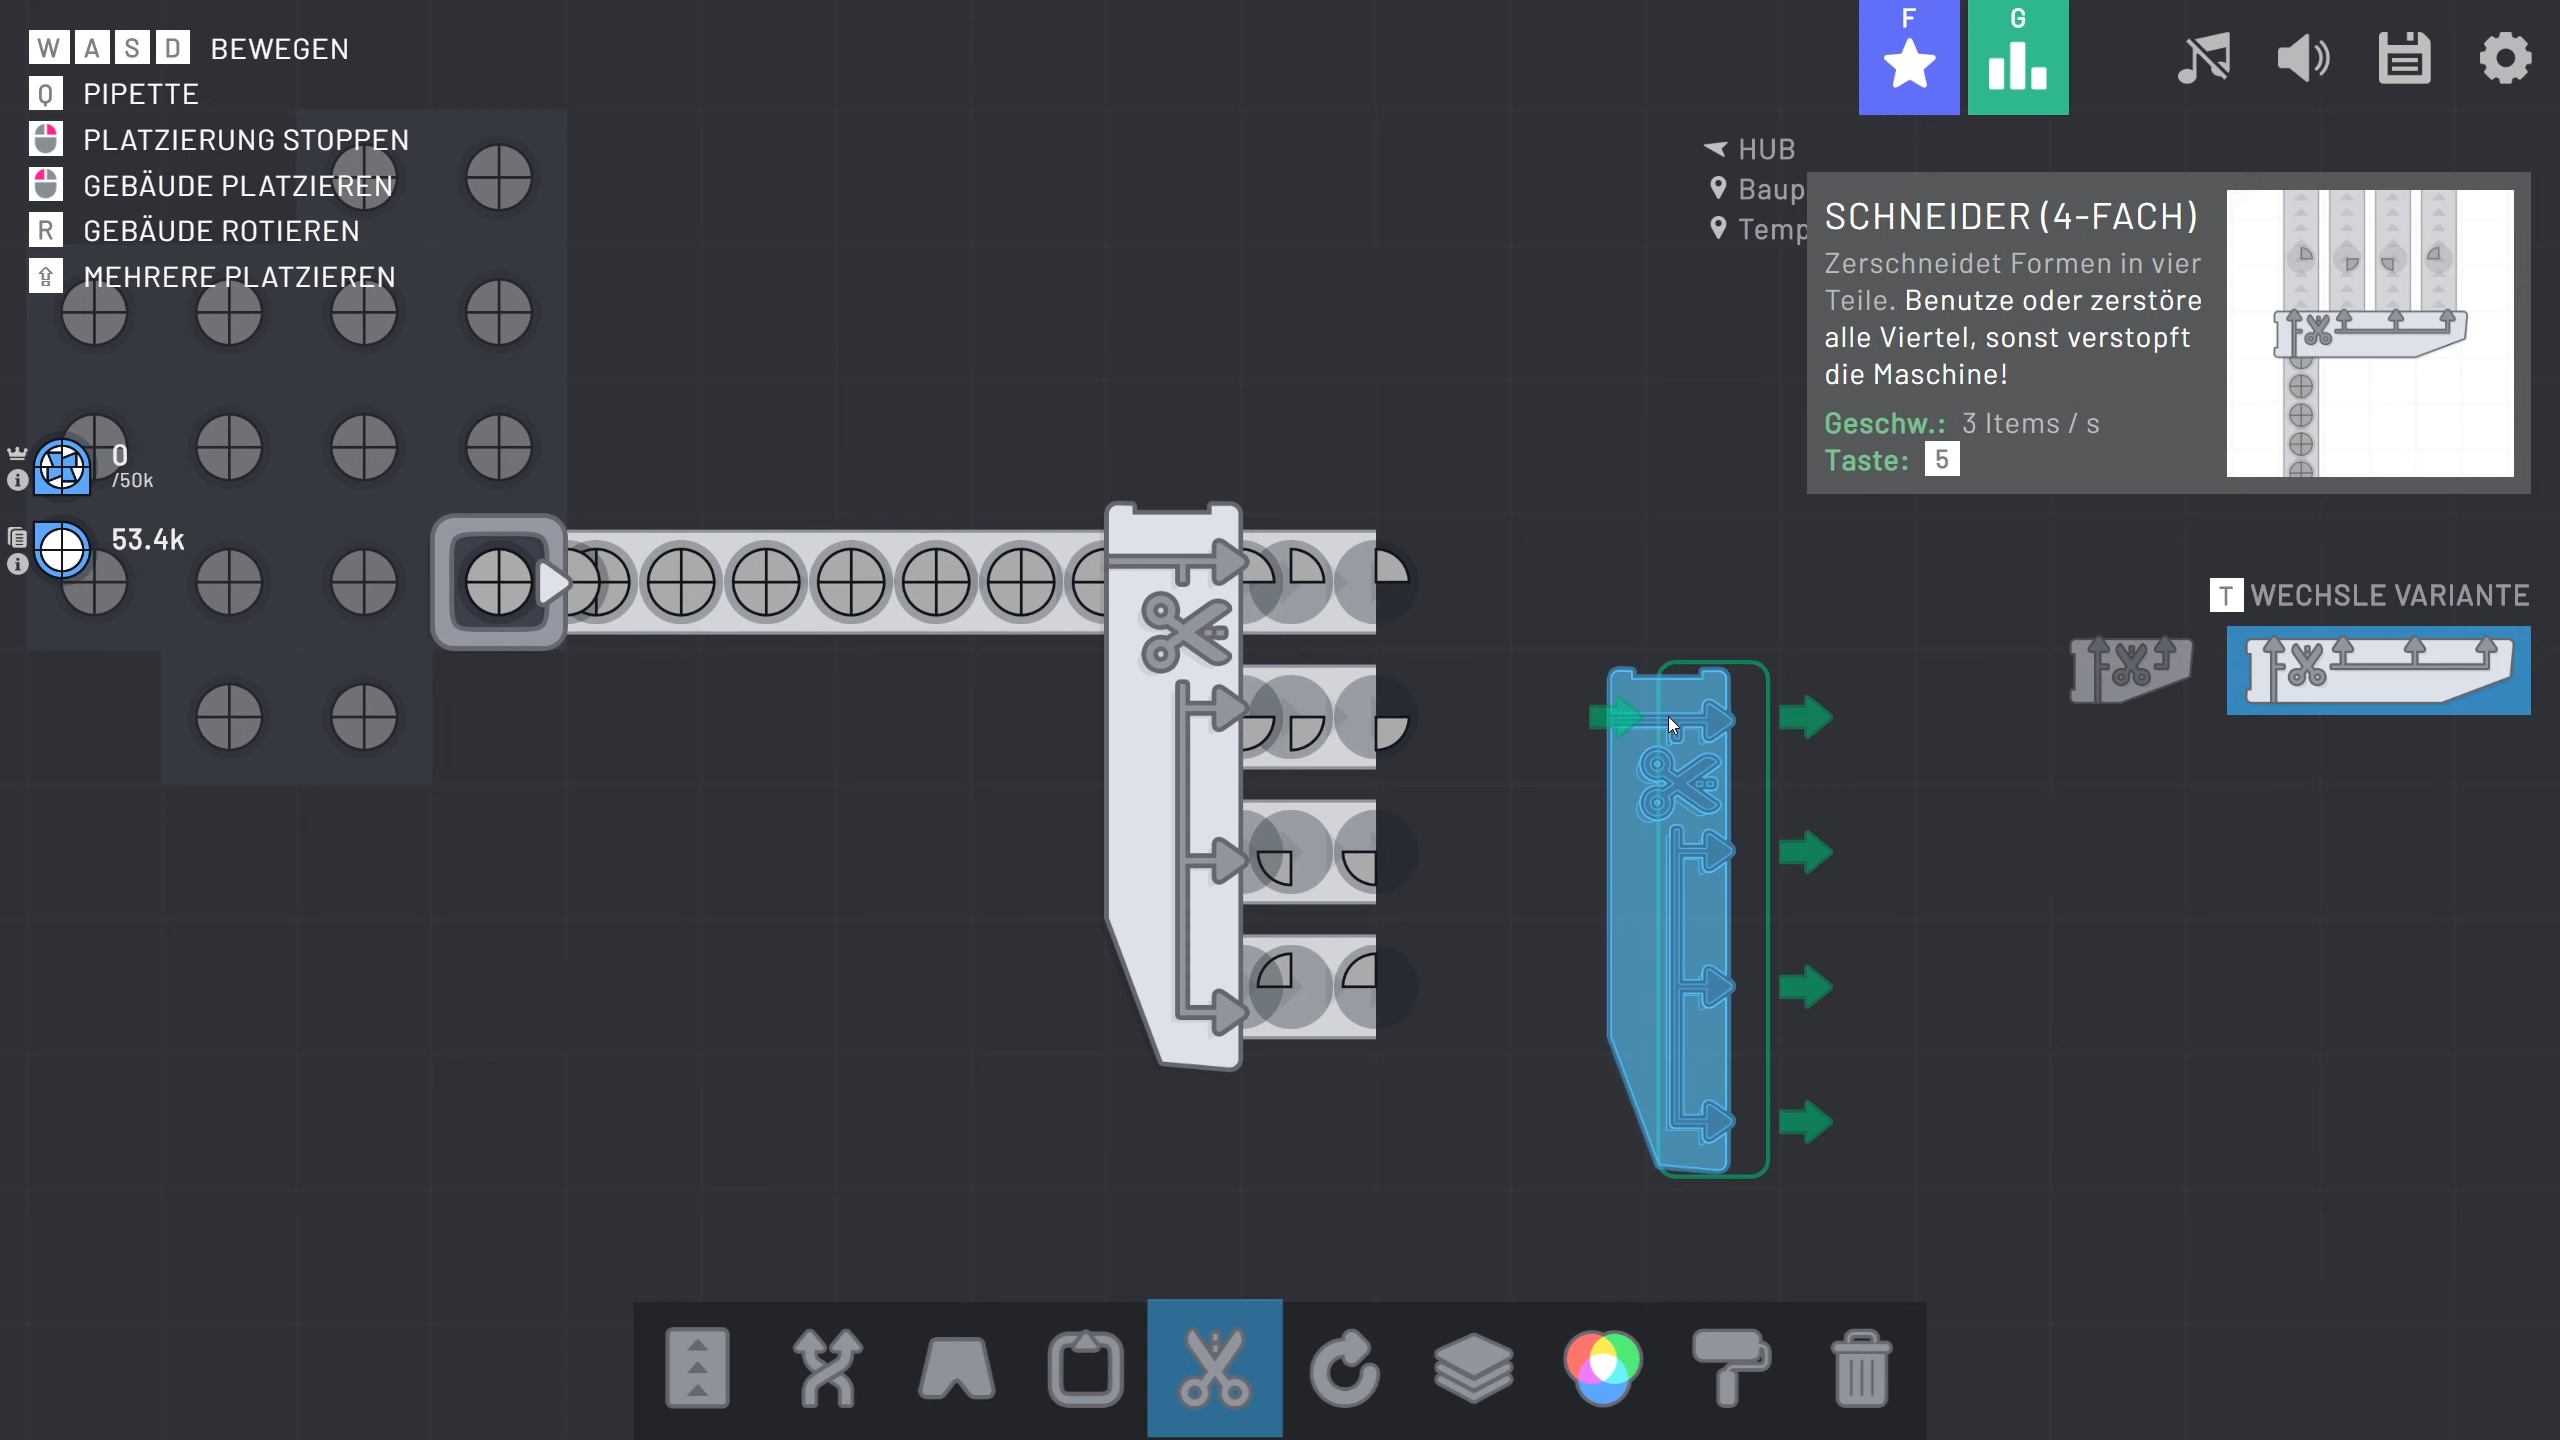 W A S D BEWEGEN
Q PIPETTE
PLATZIERUNG STOPPEN
GEBÄUDE PLATZIEREN
R GEBÄUDE ROTIEREN
MEHRERE PLATZIEREN
0
/50k
53.4k
F
G
HUB
Baup
Temp
SCHNEIDER (4-FACH)
Zerschneidet Formen in vier
Teile. Benutze oder zerstöre
alle Viertel, sonst verstopft
die Maschine!
Geschw.: 3 Items / s
Taste: 5
T WECHSLE VARIANTE